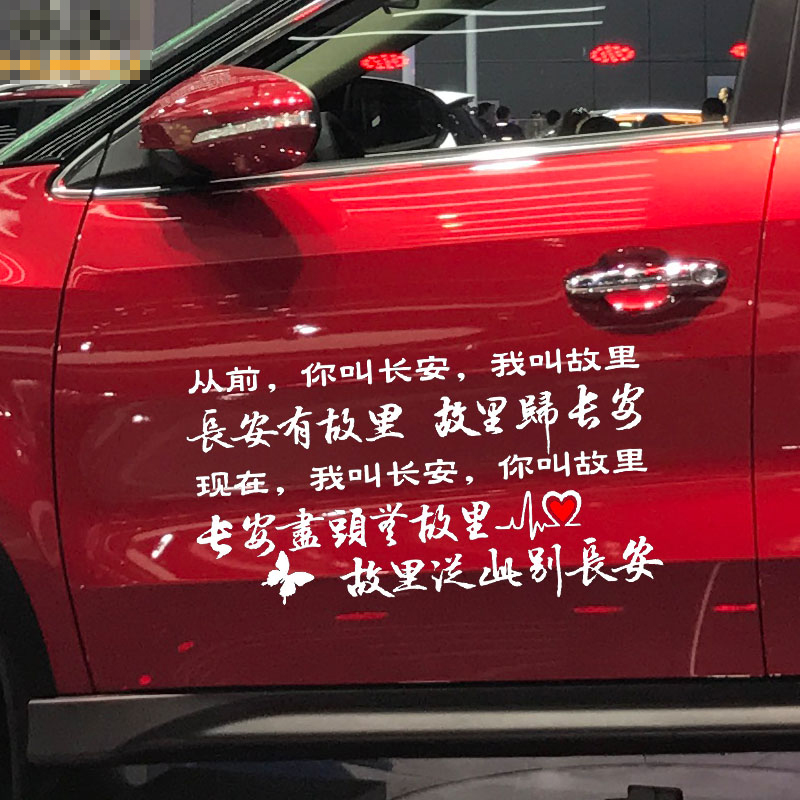 从前，你叫长安，我叫故里
長安有故里 故里歸长安
现在，我叫长安，你叫故里
长安盡頭無故里
故里从此别長安